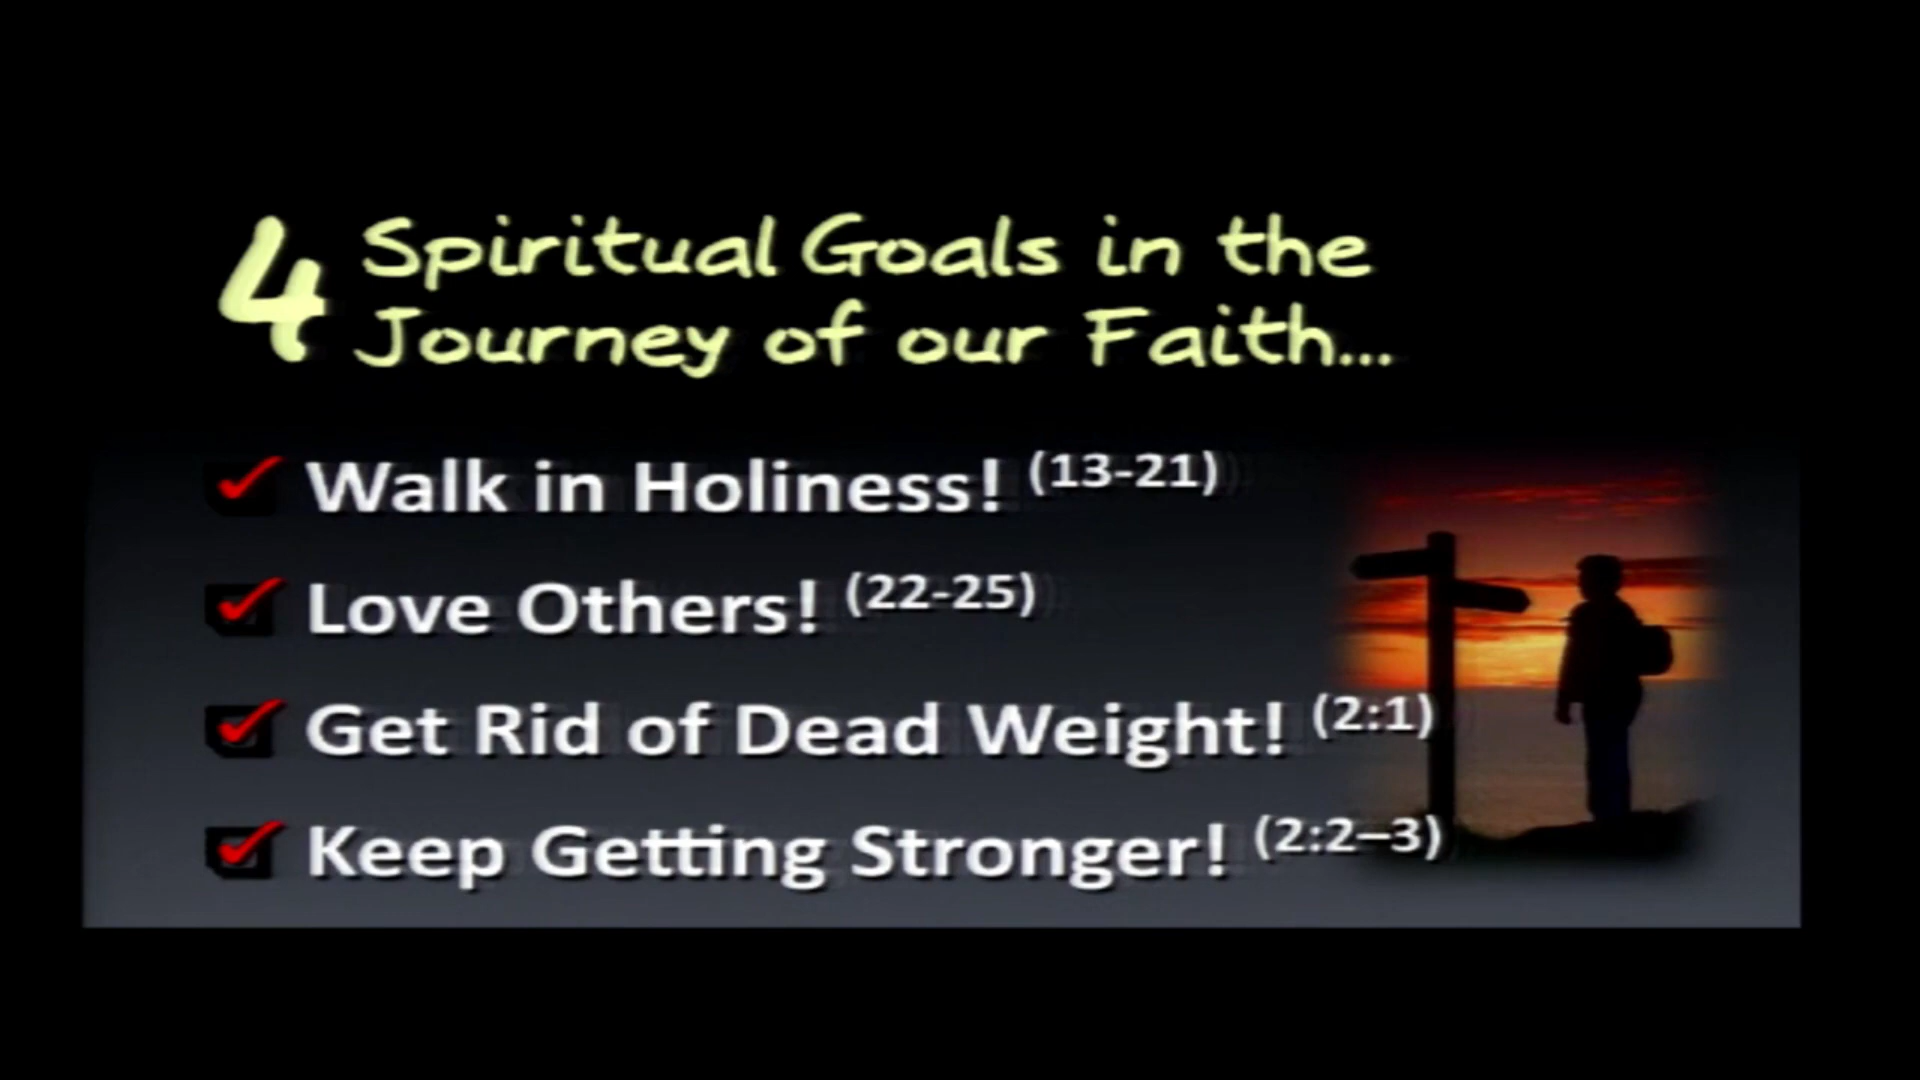 4 Spiritual Goals in the
Journey of our Faith...
Walk in Holiness! (13-21)
Love Others! (22-25)
Get Rid of Dead Weight! (2:1)
Keep Getting Stronger! (2:2–3)